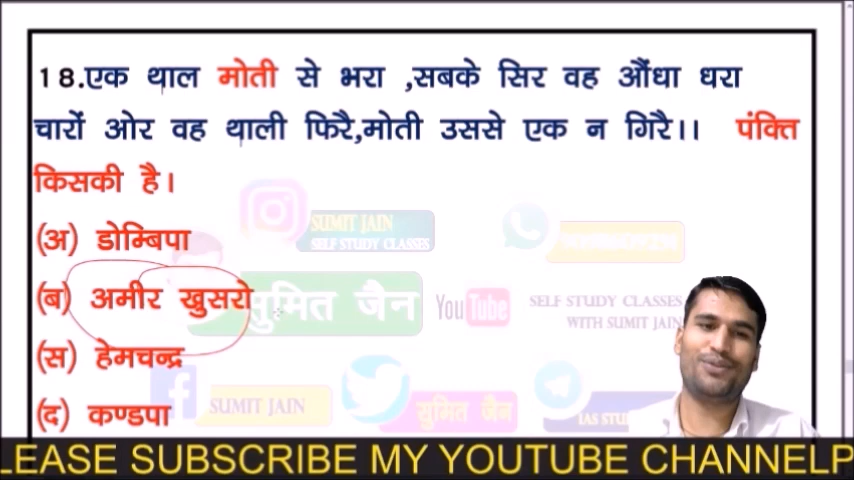 18.एक थाल मोती से भरा ,सबके सिर वह औंधा धरा
चारों ओर वह थाली फिरै,मोती उससे एक न गिरै।। पंक्ति
किसकी है।
(अ) डोम्बिपा
(ब) अमीर खुसरो
(स) हेमचन्द्र
(द) कण्डपा
SUMIT JAIN
SELF STUDY CLASSES
सुमित जैन
YouTube
SELF STUDY CLASSES
WITH SUMIT JAIN
SUMIT JAIN
सुमित जैन
IAS
LEASE SUBSCRIBE MY YOUTUBE CHANNELP